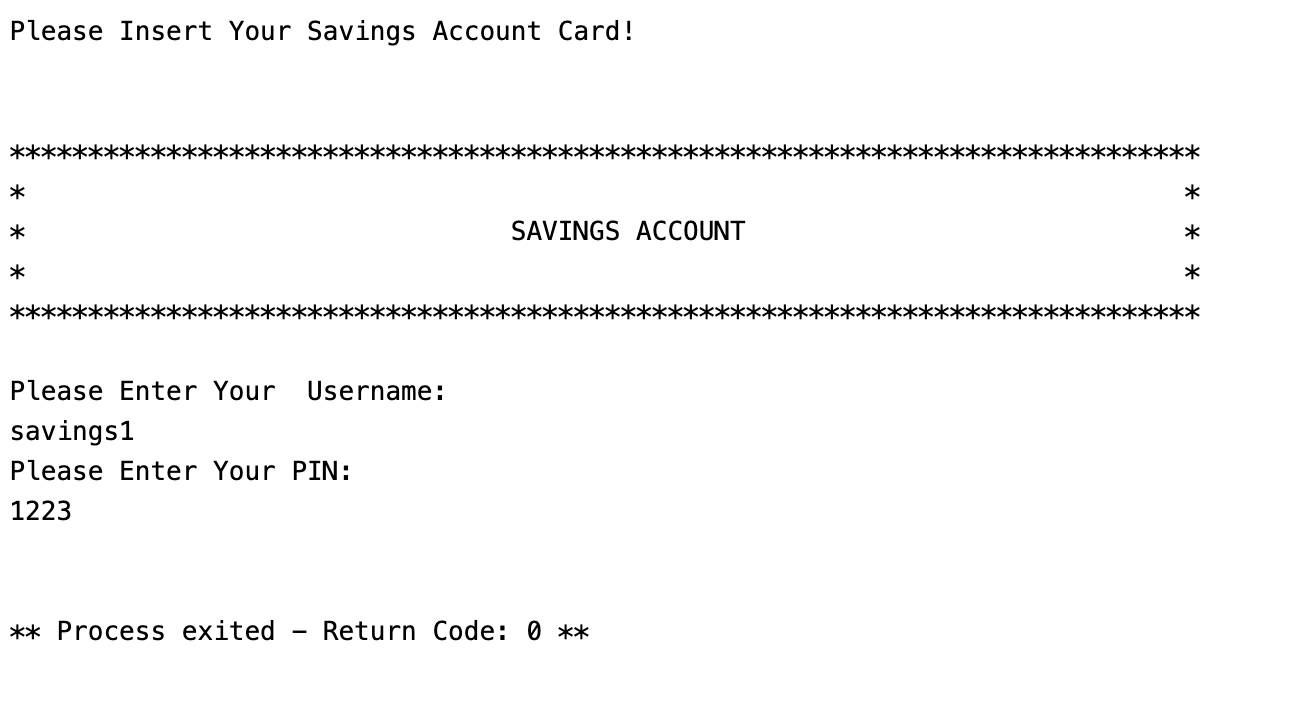 Please Insert Your Savings Account Card!
****************************************************************************
* *
* SAVINGS ACCOUNT *
* *
****************************************************************************
Please Enter Your  Username:
savings1
Please Enter Your PIN:
1223
** Process exited - Return Code: 0 **